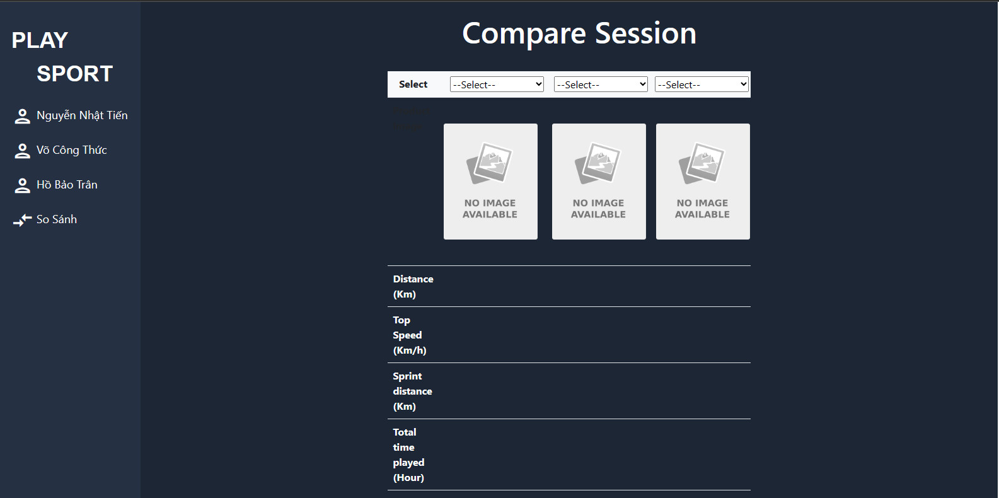 PLAY
SPORT
Nguyễn Nhật Tiến
Võ Công Thức
Hồ Bảo Trân
So Sánh
Compare Session
Select --Select-- --Select-- --Select--
NO IMAGE AVAILABLE
NO IMAGE AVAILABLE
NO IMAGE AVAILABLE
Distance
(Km)
Top
Speed
(Km/h)
Sprint
distance
(Km)
Total
time
played
(Hour)